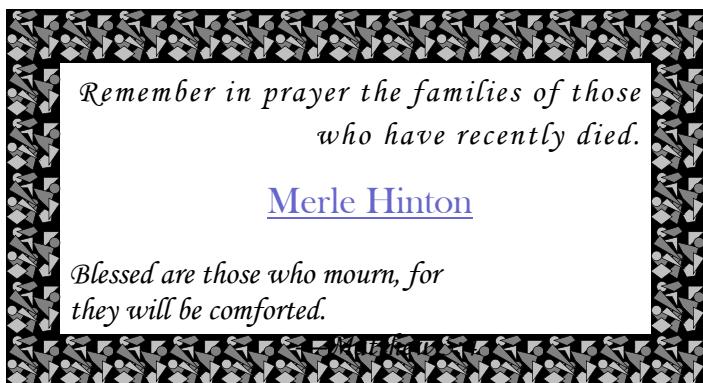 Remember in prayer the families of those
who have recently died.
Merle Hinton
Blessed are those who mourn, for
they will be comforted.
Matthew